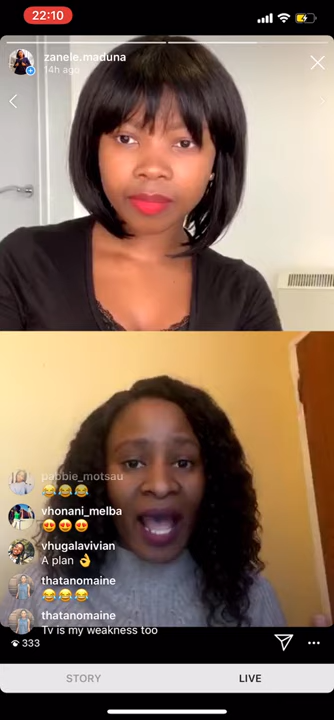 22:10
zanele.maduna
14h ago
pabbie_motsau
😂😂😂
vhonani_melba
😍😍😍
vhugalavivian
A plan 👌
thatanomaine
😂😂😂
thatanomaine
Tv is my weakness too
333
STORY
LIVE